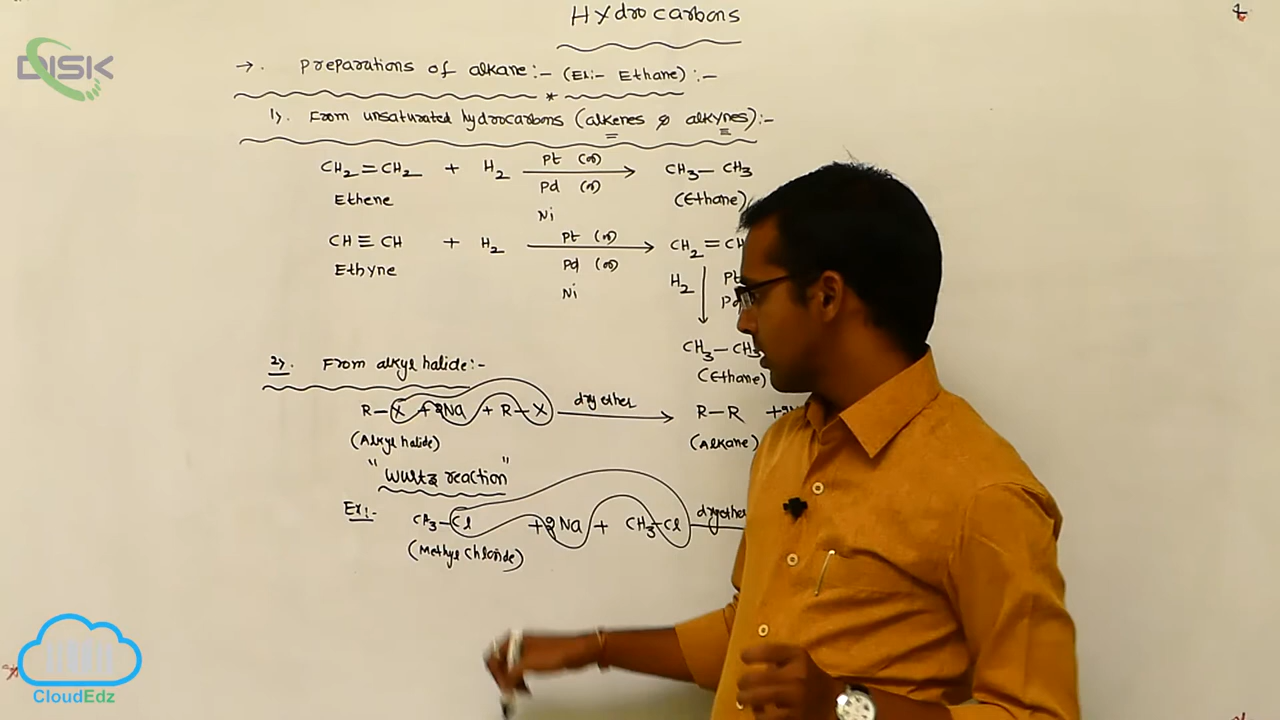 Hydrocarbons
DISK
→. Preparations of alkane:- (Ex:- Ethane) :-
1). From unsaturated hydrocarbons (alkenes & alkynes):-
CH2=CH2 + H2 Pt (or) CH3— CH3
Pd (or)
Ethene (Ethane)
Ni
CH≡CH + H2 Pt (or) CH2=
Ethyne Pd (or) H2 Pt
Ni Pd
CH3—CH3
2). From alkyl halide:- (Ethane)
R—X + 2Na + R—X dry ether R—R
(Alkyl halide) (Alkane)
"Wultz reaction"
Ex:- CH3—Cl + 2Na + CH3—Cl dry ether
(Methyl chloride)
CloudEdz